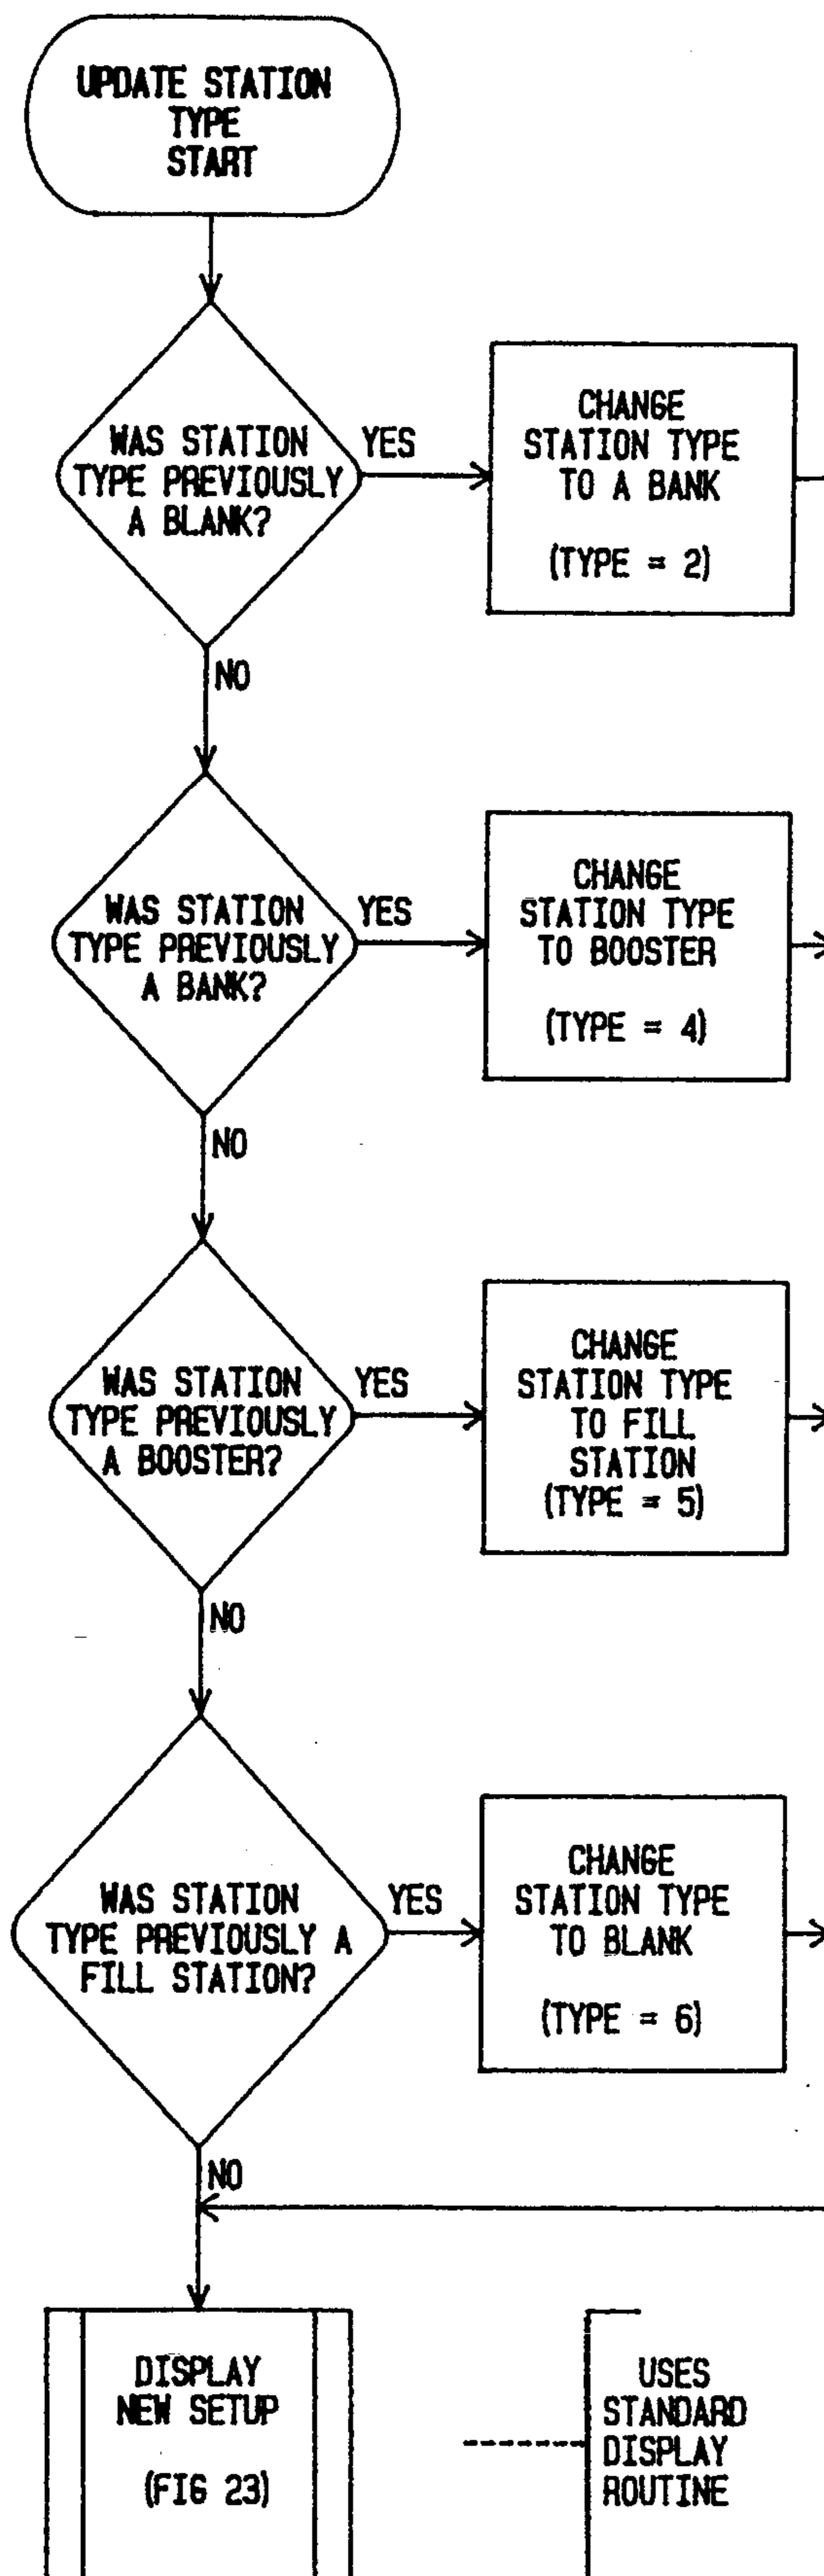 UPDATE STATION
TYPE
START
WAS STATION
TYPE PREVIOUSLY
A BLANK?
YES
CHANGE
STATION TYPE
TO A BANK
(TYPE = 2)
NO
WAS STATION
TYPE PREVIOUSLY
A BANK?
YES
CHANGE
STATION TYPE
TO BOOSTER
(TYPE = 4)
NO
WAS STATION
TYPE PREVIOUSLY
A BOOSTER?
YES
CHANGE
STATION TYPE
TO FILL
STATION
(TYPE = 5)
NO
WAS STATION
TYPE PREVIOUSLY A
FILL STATION?
YES
CHANGE
STATION TYPE
TO BLANK
(TYPE = 6)
NO
DISPLAY
NEW SETUP
(FIG 23)
USES
STANDARD
DISPLAY
ROUTINE